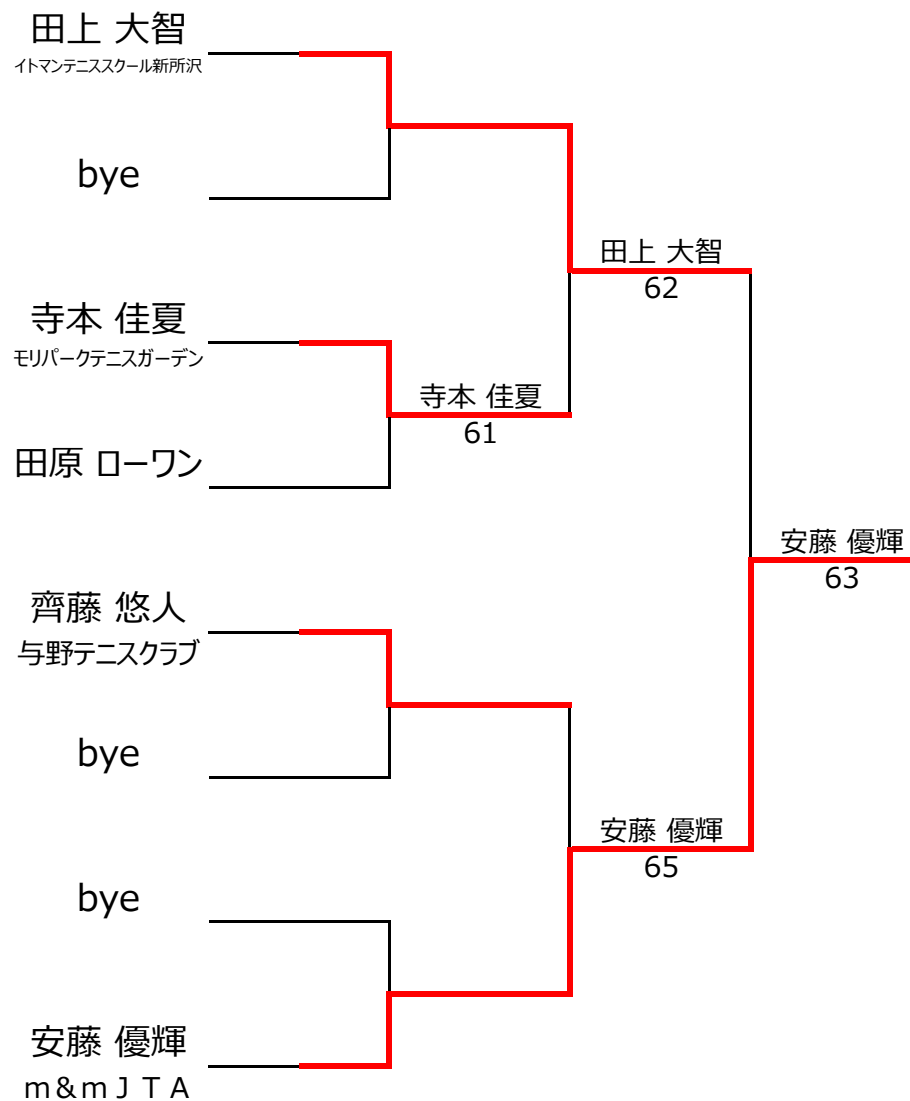 田上 大智
イトマンテニススクール新所沢
bye
田上 大智
62
寺本 佳夏
モリパークテニスガーデン
寺本 佳夏
61
田原 ローワン
安藤 優輝
63
齊藤 悠人
与野テニスクラブ
bye
安藤 優輝
65
bye
安藤 優輝
m&mJTA